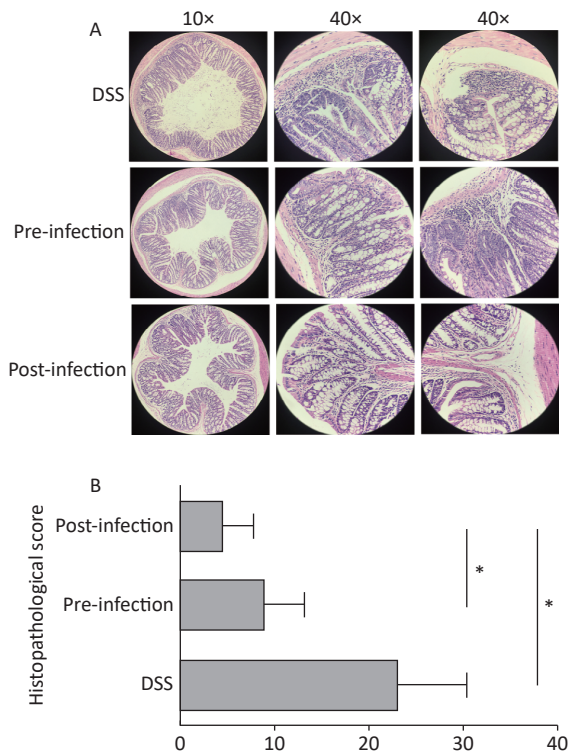 10× 40× 40×
A
DSS
Pre-infection
Post-infection
B
Histopathological score
Post-infection
Pre-infection
DSS
*
*
0 10 20 30 40